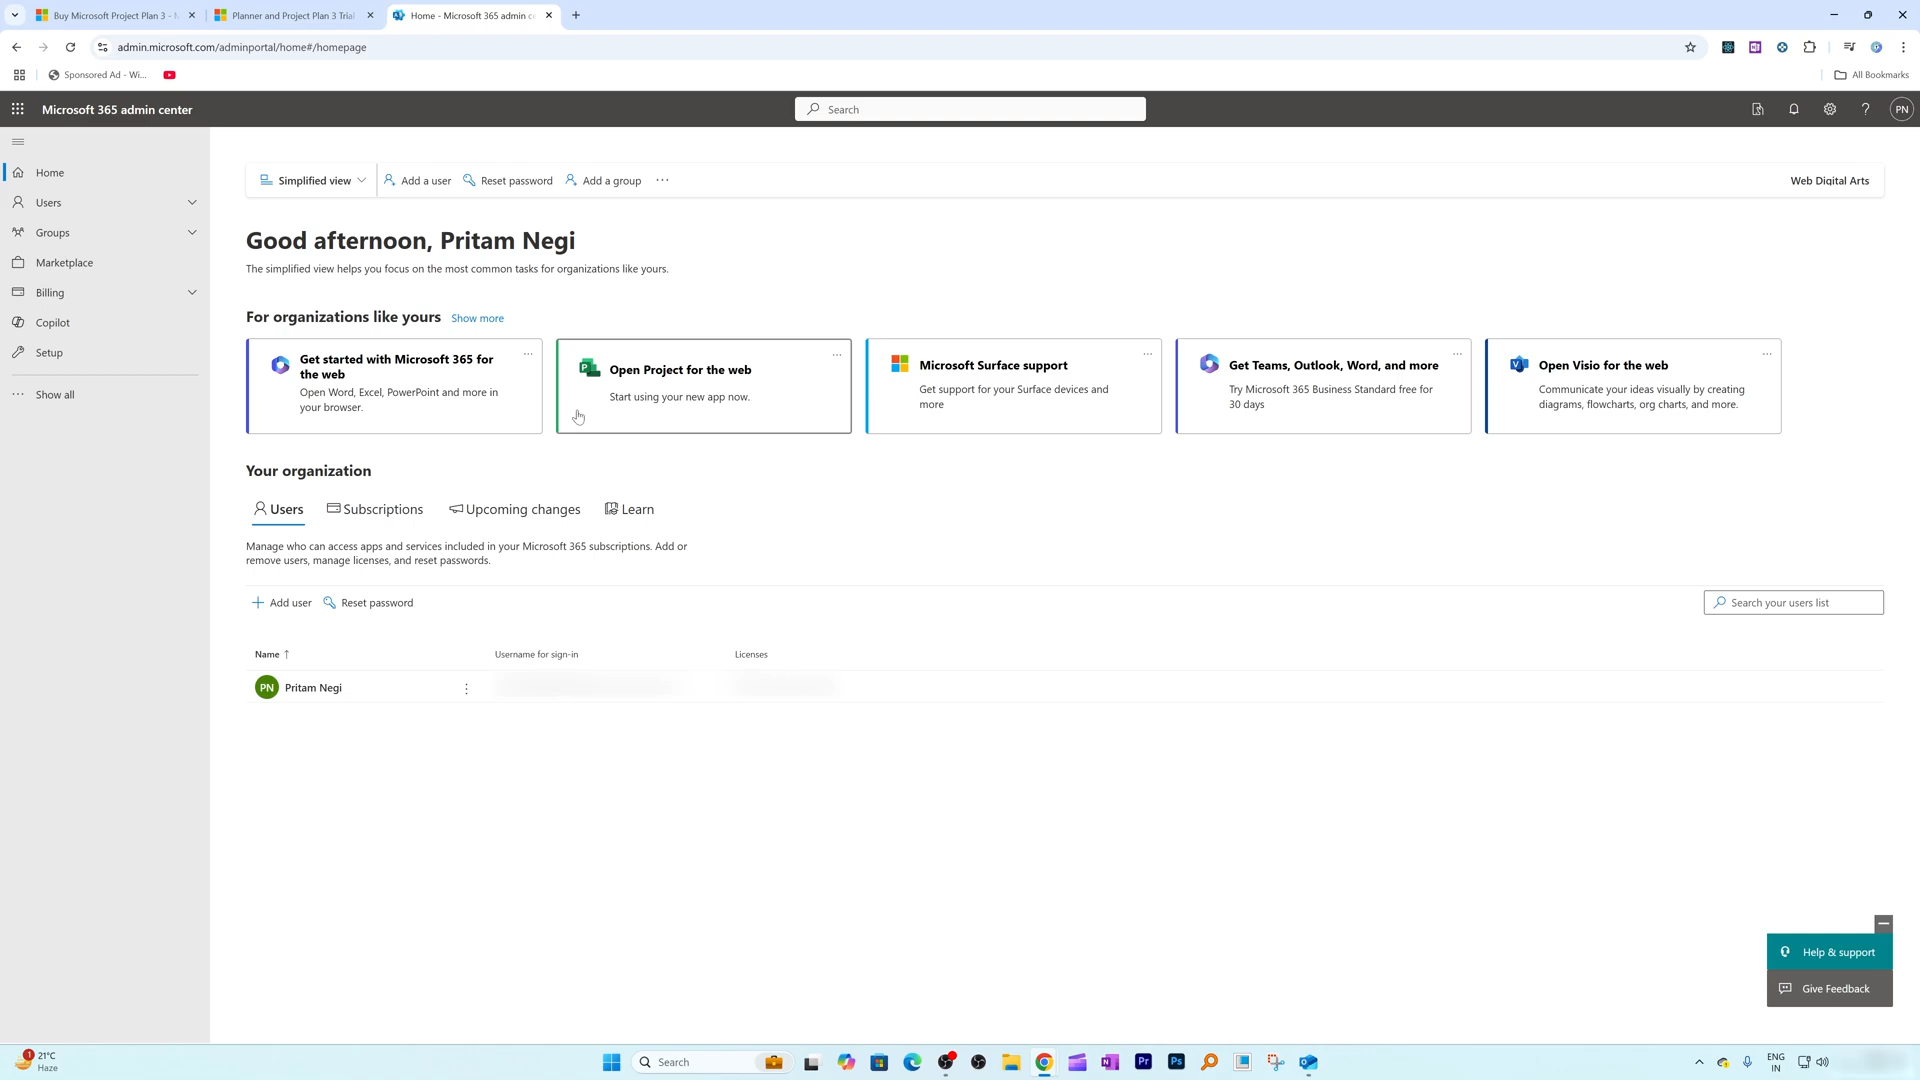 Buy Microsoft Project Plan 3 -
Planner and Project Plan 3 Trial
Home - Microsoft 365 admin ce
admin.microsoft.com/adminportal/home#/homepage
Sponsored Ad - Wi...
All Bookmarks
Microsoft 365 admin center
Search
PN
Home
Users
Groups
Marketplace
Billing
Copilot
Setup
Show all
Simplified view
Add a user
Reset password
Add a group
Web Digital Arts
Good afternoon, Pritam Negi
The simplified view helps you focus on the most common tasks for organizations like yours.
For organizations like yours Show more
Get started with Microsoft 365 for
the web
Open Word, Excel, PowerPoint and more in
your browser.
Open Project for the web
Start using your new app now.
Microsoft Surface support
Get support for your Surface devices and
more
Get Teams, Outlook, Word, and more
Try Microsoft 365 Business Standard free for
30 days
Open Visio for the web
Communicate your ideas visually by creating
diagrams, flowcharts, org charts, and more.
Your organization
Users
Subscriptions
Upcoming changes
Learn
Manage who can access apps and services included in your Microsoft 365 subscriptions. Add or
remove users, manage licenses, and reset passwords.
Add user
Reset password
Search your users list
Name ↑
Username for sign-in
Licenses
PN
Pritam Negi
Help & support
Give Feedback
1
21°C
Haze
Search
N
Pr
Ps
ENG
IN